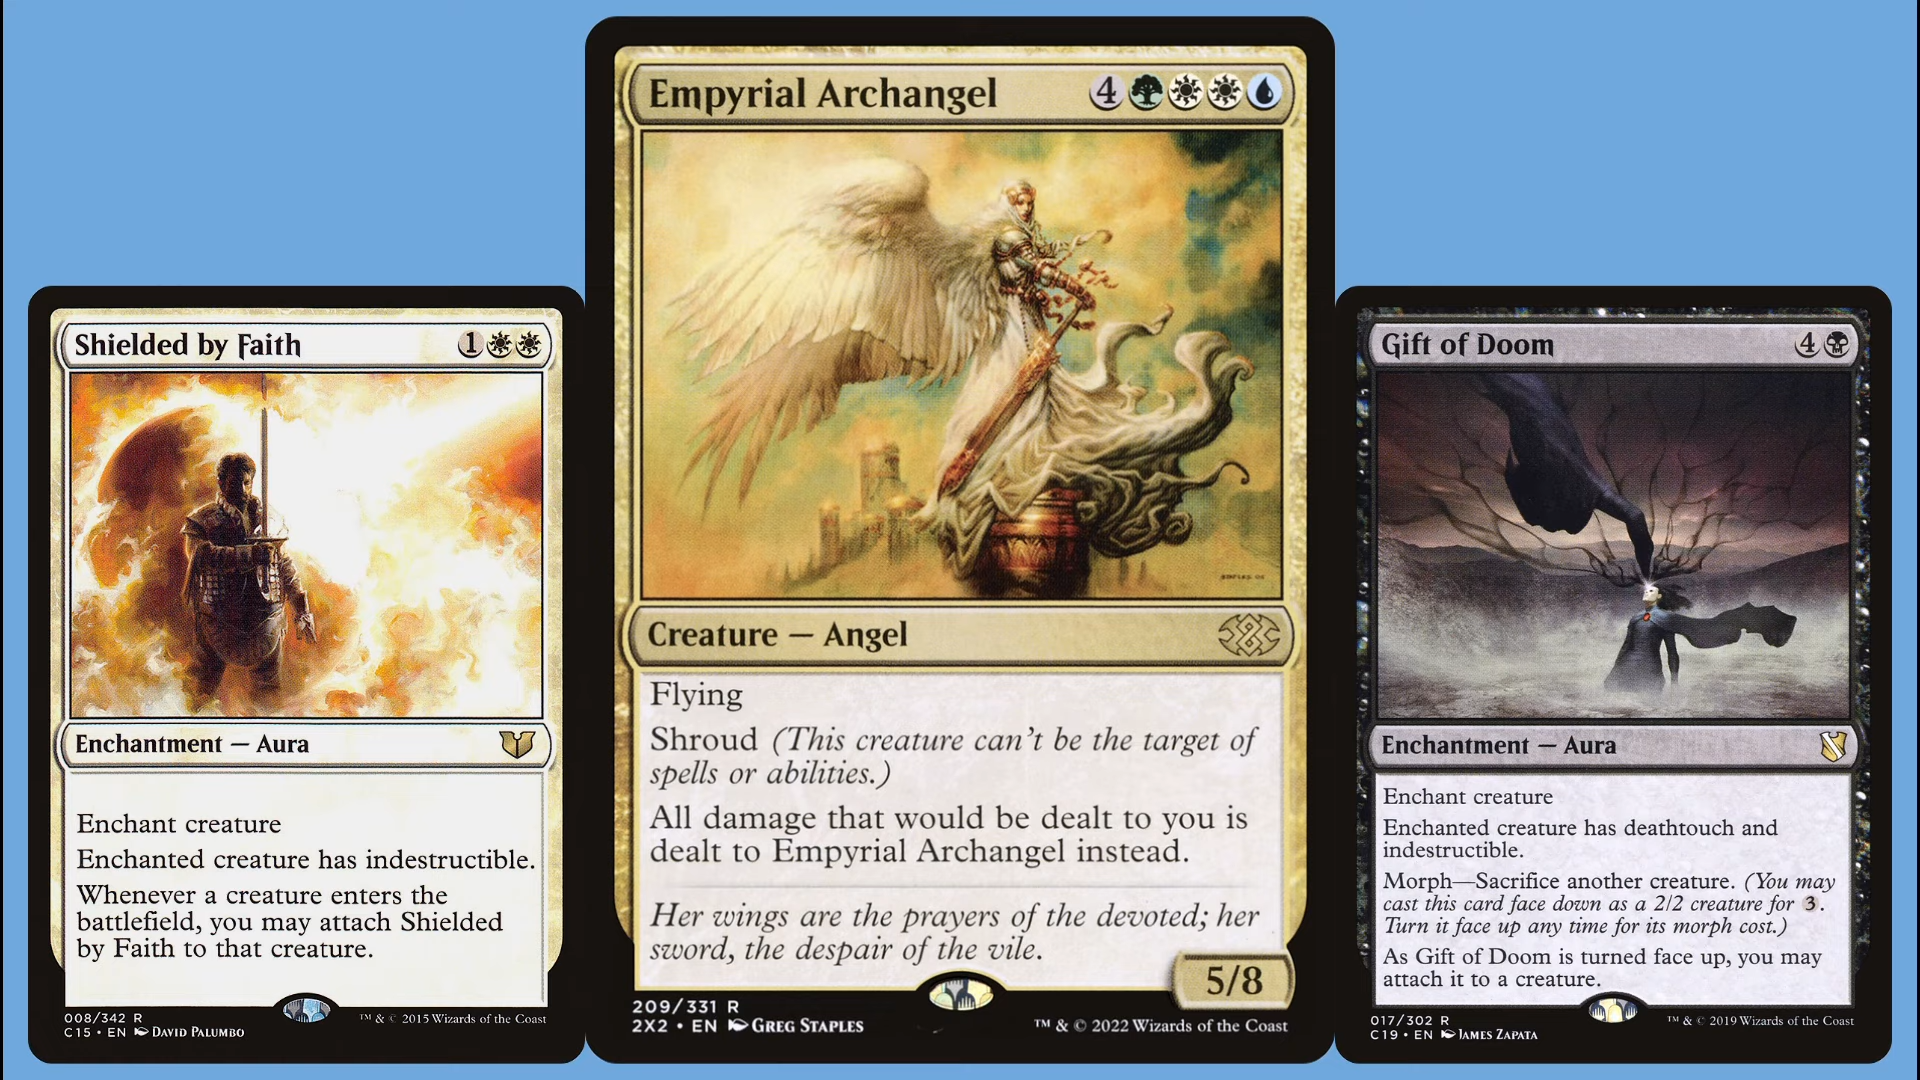 Shielded by Faith 1
Enchantment — Aura
Enchant creature
Enchanted creature has indestructible.
Whenever a creature enters the
battlefield, you may attach Shielded
by Faith to that creature.
008/342 R
C15 • EN DAVID PALUMBO
™ & © 2015 Wizards of the Coast
Empyrial Archangel 4
STAPLES 08
Creature — Angel
Flying
Shroud (This creature can't be the target of
spells or abilities.)
All damage that would be dealt to you is
dealt to Empyrial Archangel instead.
Her wings are the prayers of the devoted; her
sword, the despair of the vile.
5/8
209/331 R
2X2 • EN GREG STAPLES
™ & © 2022 Wizards of the Coast
Gift of Doom 4
Enchantment — Aura
Enchant creature
Enchanted creature has deathtouch and
indestructible.
Morph—Sacrifice another creature. (You may
cast this card face down as a 2/2 creature for 3.
Turn it face up any time for its morph cost.)
As Gift of Doom is turned face up, you may
attach it to a creature.
017/302 R
C19 • EN JAMES ZAPATA
™ & © 2019 Wizards of the Coast